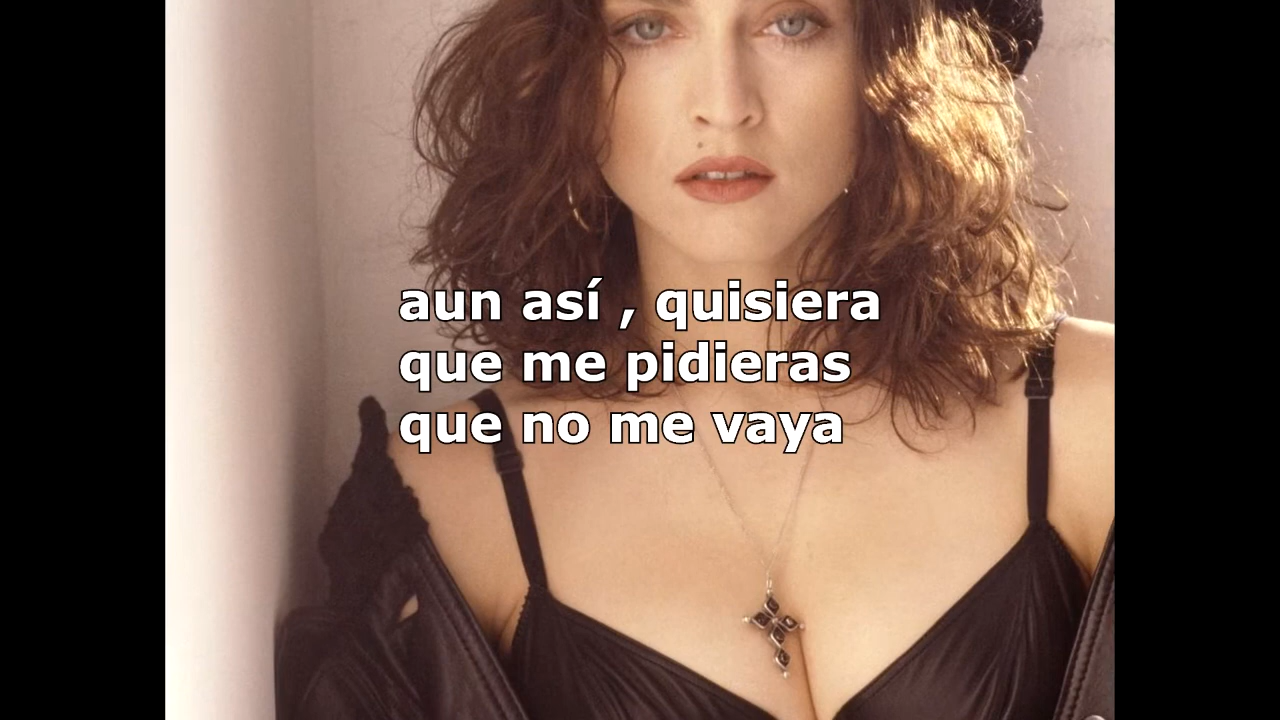 aun así , quisiera
que me pidieras
que no me vaya